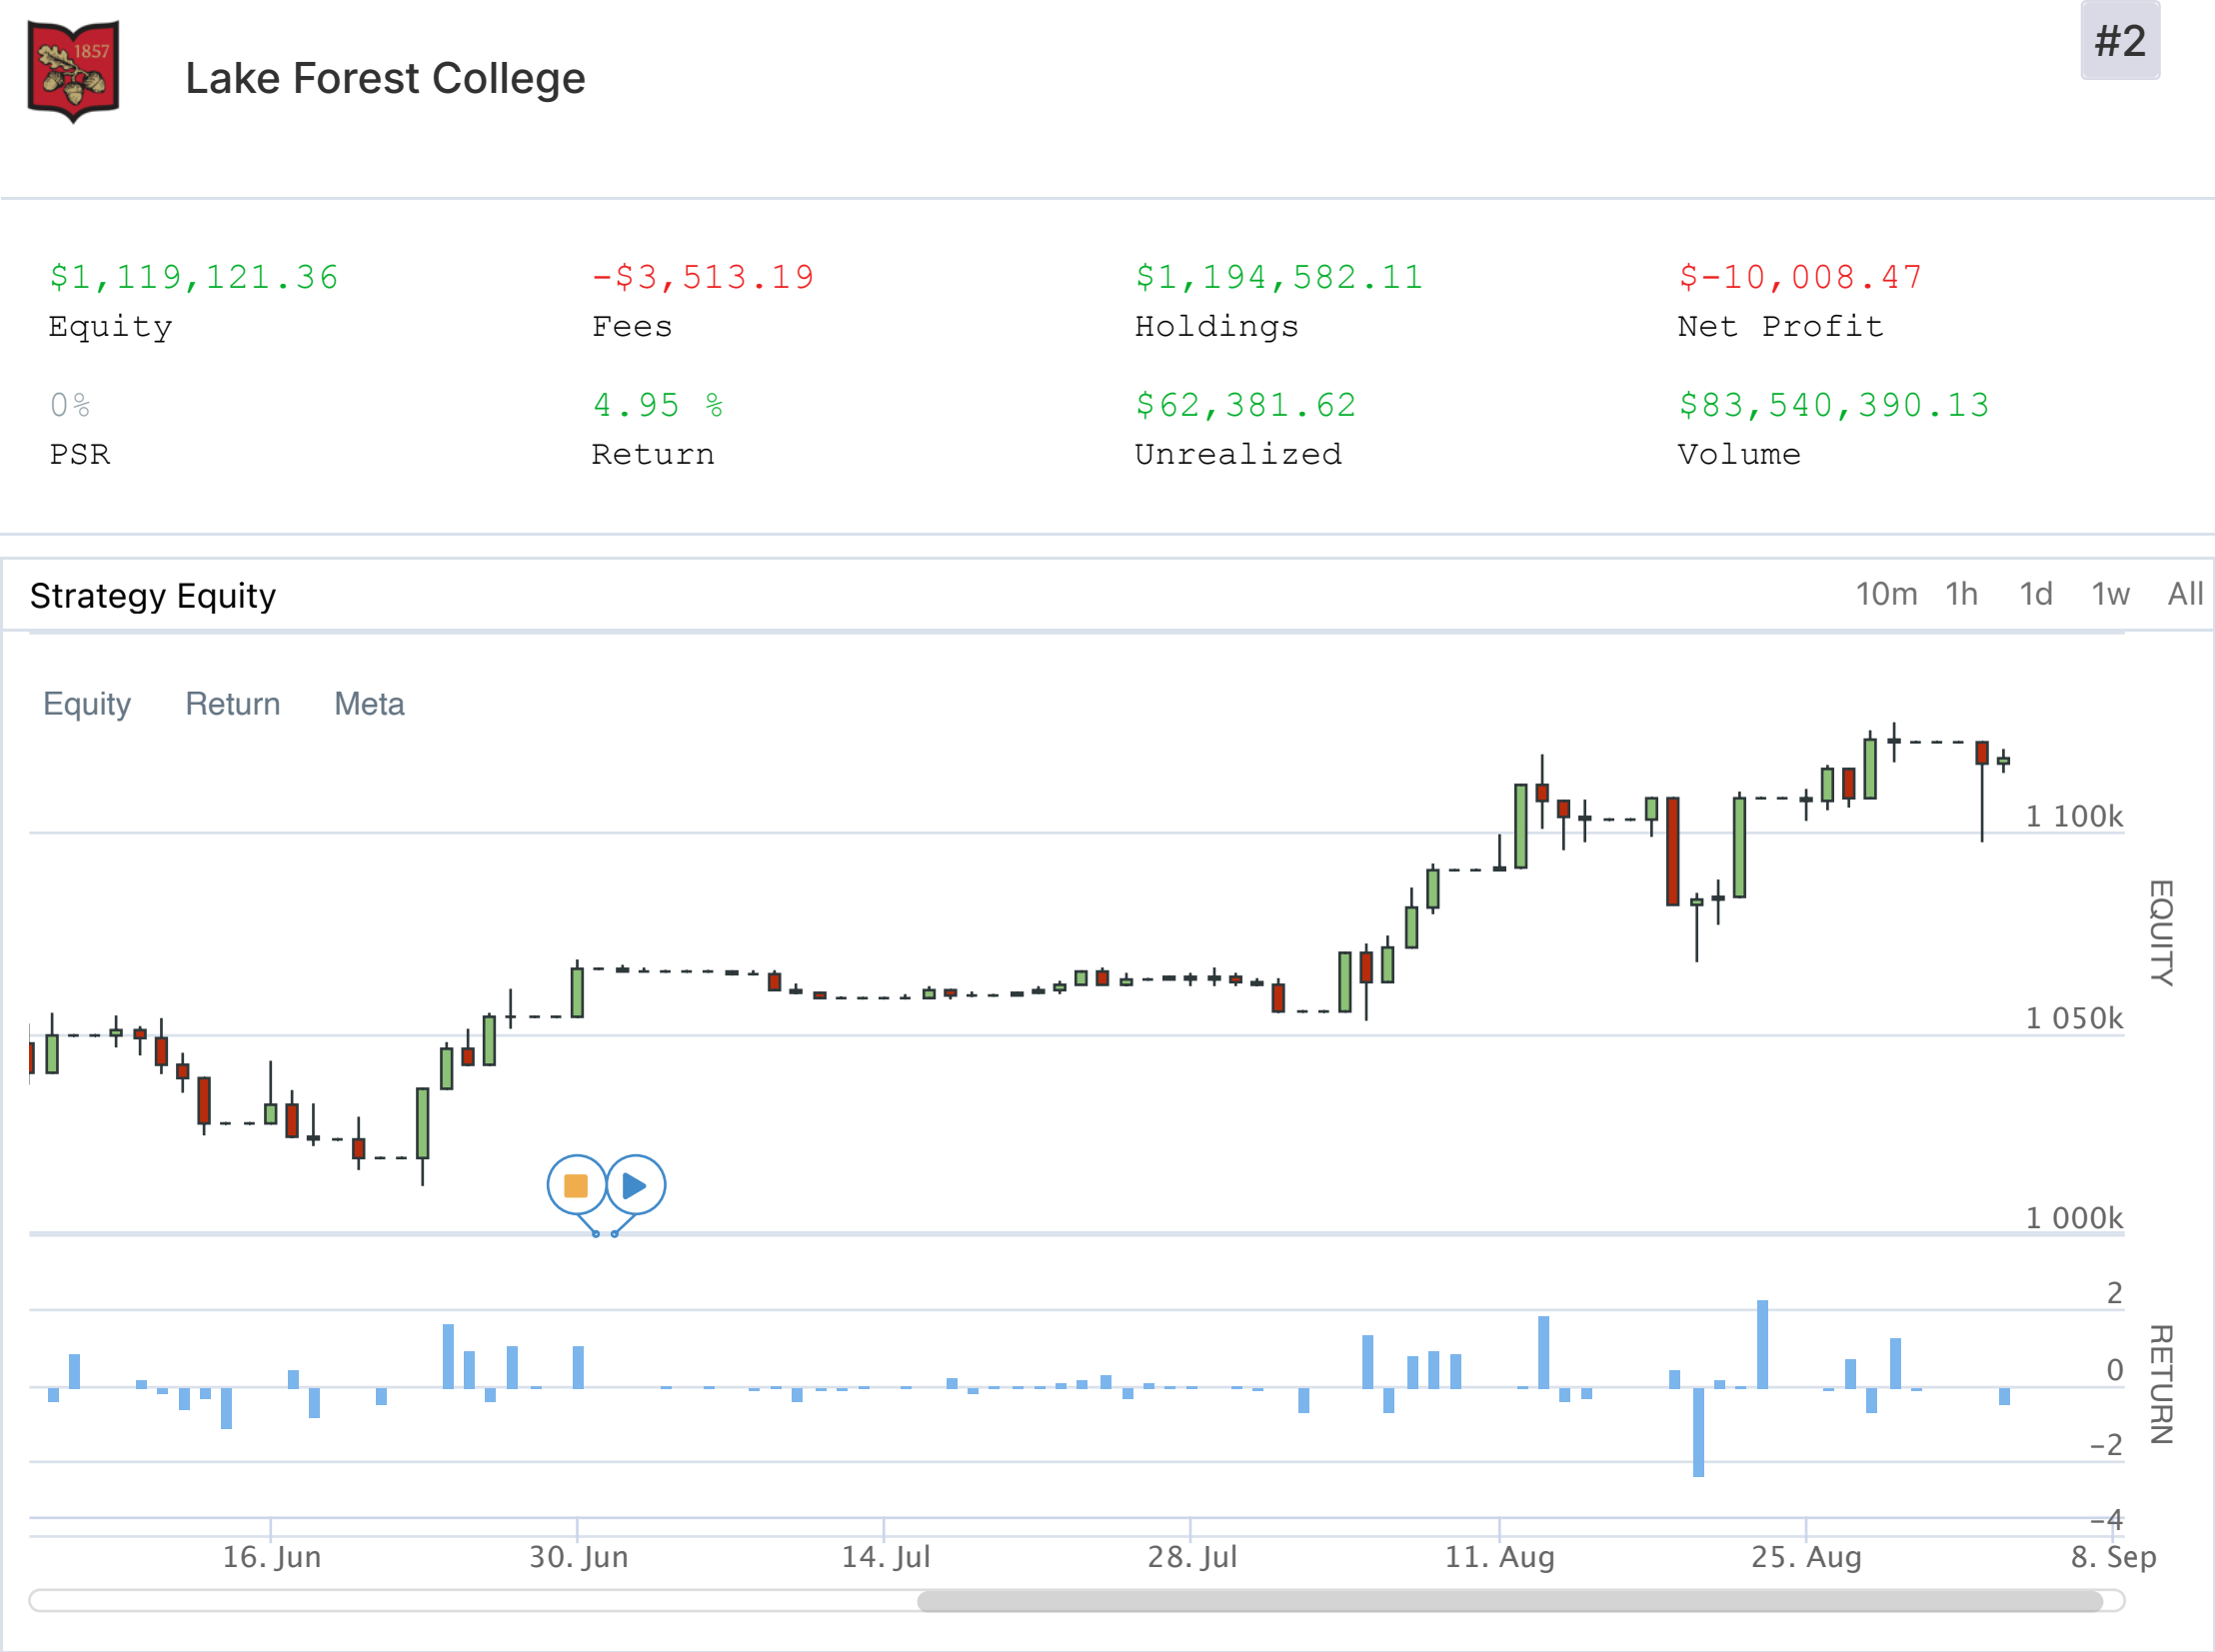 1857
Lake Forest College
#2
$1,119,121.36
Equity
-$3,513.19
Fees
$1,194,582.11
Holdings
$-10,008.47
Net Profit
0%
PSR
4.95 %
Return
$62,381.62
Unrealized
$83,540,390.13
Volume
Strategy Equity
10m 1h 1d 1w All
Equity Return Meta
1 100k
1 050k
1 000k
EQUITY
2
0
-2
-4
RETURN
16. Jun 30. Jun 14. Jul 28. Jul 11. Aug 25. Aug 8. Sep